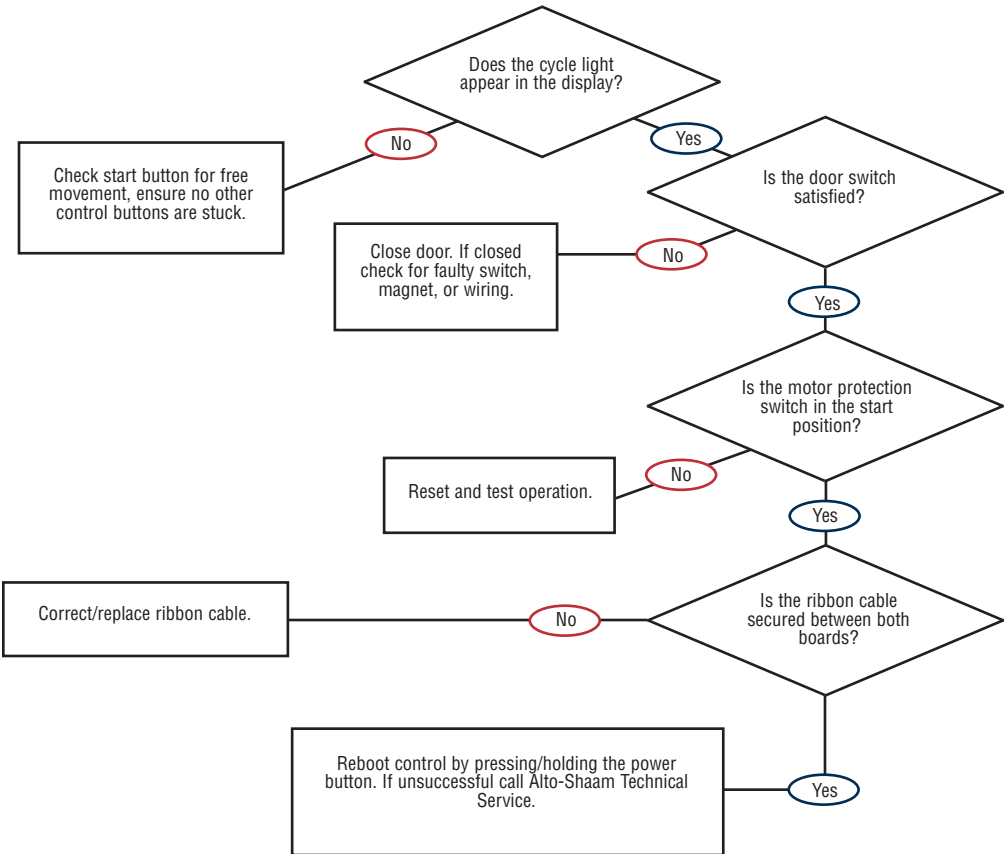 Does the cycle light
appear in the display?
No
Yes
Check start button for free
movement, ensure no other
control buttons are stuck.
Is the door switch
satisfied?
No
Close door. If closed
check for faulty switch,
magnet, or wiring.
Yes
Is the motor protection
switch in the start
position?
No
Reset and test operation.
Yes
Is the ribbon cable
secured between both
boards?
No
Correct/replace ribbon cable.
Yes
Reboot control by pressing/holding the power
button. If unsuccessful call Alto-Shaam Technical
Service.